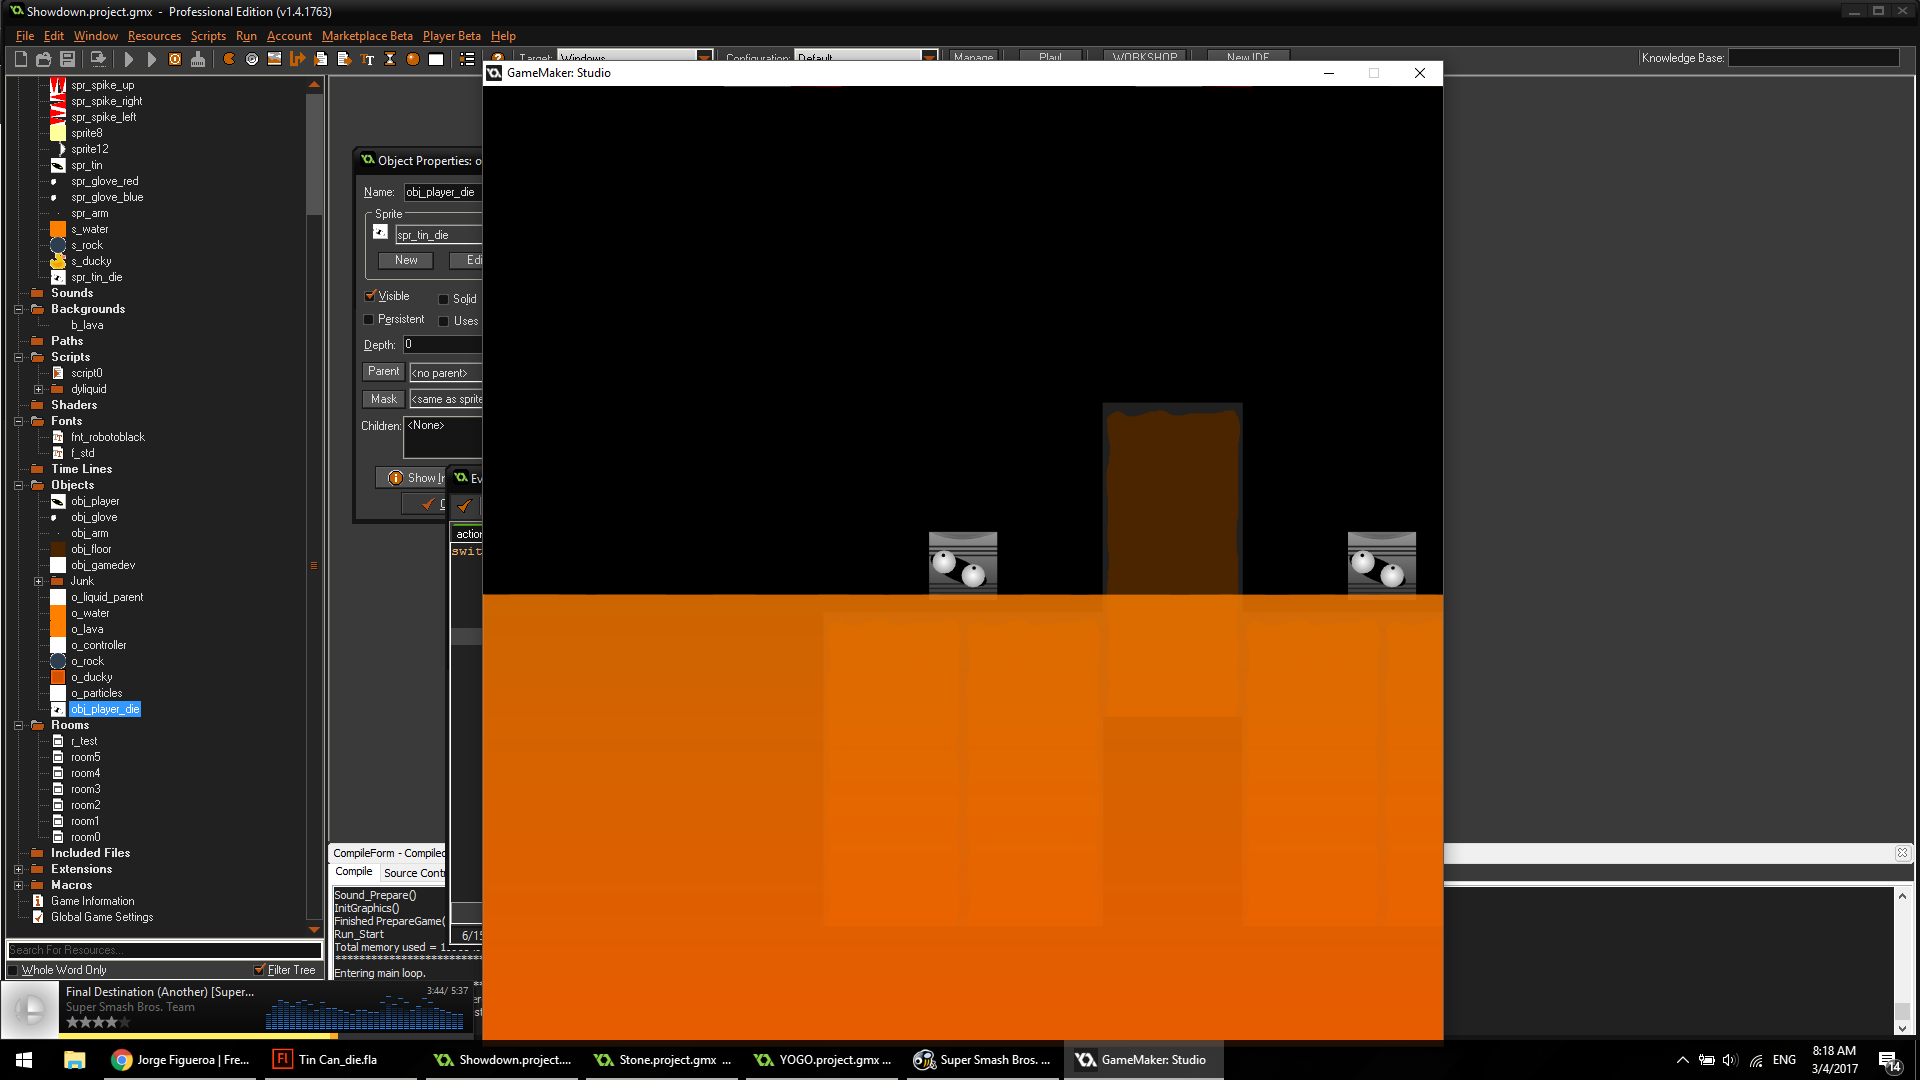 Showdown.project.gmx - Professional Edition (v1.4.1763)
File Edit Window Resources Scripts Run Account Marketplace Beta Player Beta Help
Target: Windows Configuration: Default Manage Play! WORKSHOP New IDE Knowledge Base:
GameMaker: Studio
spr_spike_up
spr_spike_right
spr_spike_left
sprite8
sprite12
spr_tin
spr_glove_red
spr_glove_blue
spr_arm
s_water
s_rock
s_ducky
spr_tin_die
Sounds
Backgrounds
b_lava
Paths
Scripts
script0
dyliquid
Shaders
Fonts
fnt_robotoblack
f_std
Time Lines
Objects
obj_player
obj_glove
obj_arm
obj_floor
obj_gamedev
Junk
o_liquid_parent
o_water
o_lava
o_controller
o_rock
o_ducky
o_particles
obj_player_die
Rooms
r_test
room5
room4
room3
room2
room1
room0
Included Files
Extensions
Macros
Game Information
Global Game Settings
Search For Resources...
Whole Word Only Filter Tree
Object Properties: o
Name: obj_player_die
Sprite
spr_tin_die
New Edi
Visible Solid
Persistent Uses
Depth: 0
Parent <no parent>
Mask <same as sprite
Children: <None>
Show In
Ev
action
swit
6/15
CompileForm - Compiled
Compile Source Contr
Sound_Prepare()
InitGraphics()
Finished PrepareGame(
Run_Start
Total memory used =
Entering main loop.
Final Destination (Another) [Super... 3:44/ 5:37
Super Smash Bros. Team
Jorge Figueroa | Fre... Tin Can_die.fla Showdown.project.... Stone.project.gmx ... YOGO.project.gmx ... Super Smash Bros. ... GameMaker: Studio
ENG
8:18 AM
3/4/2017
14